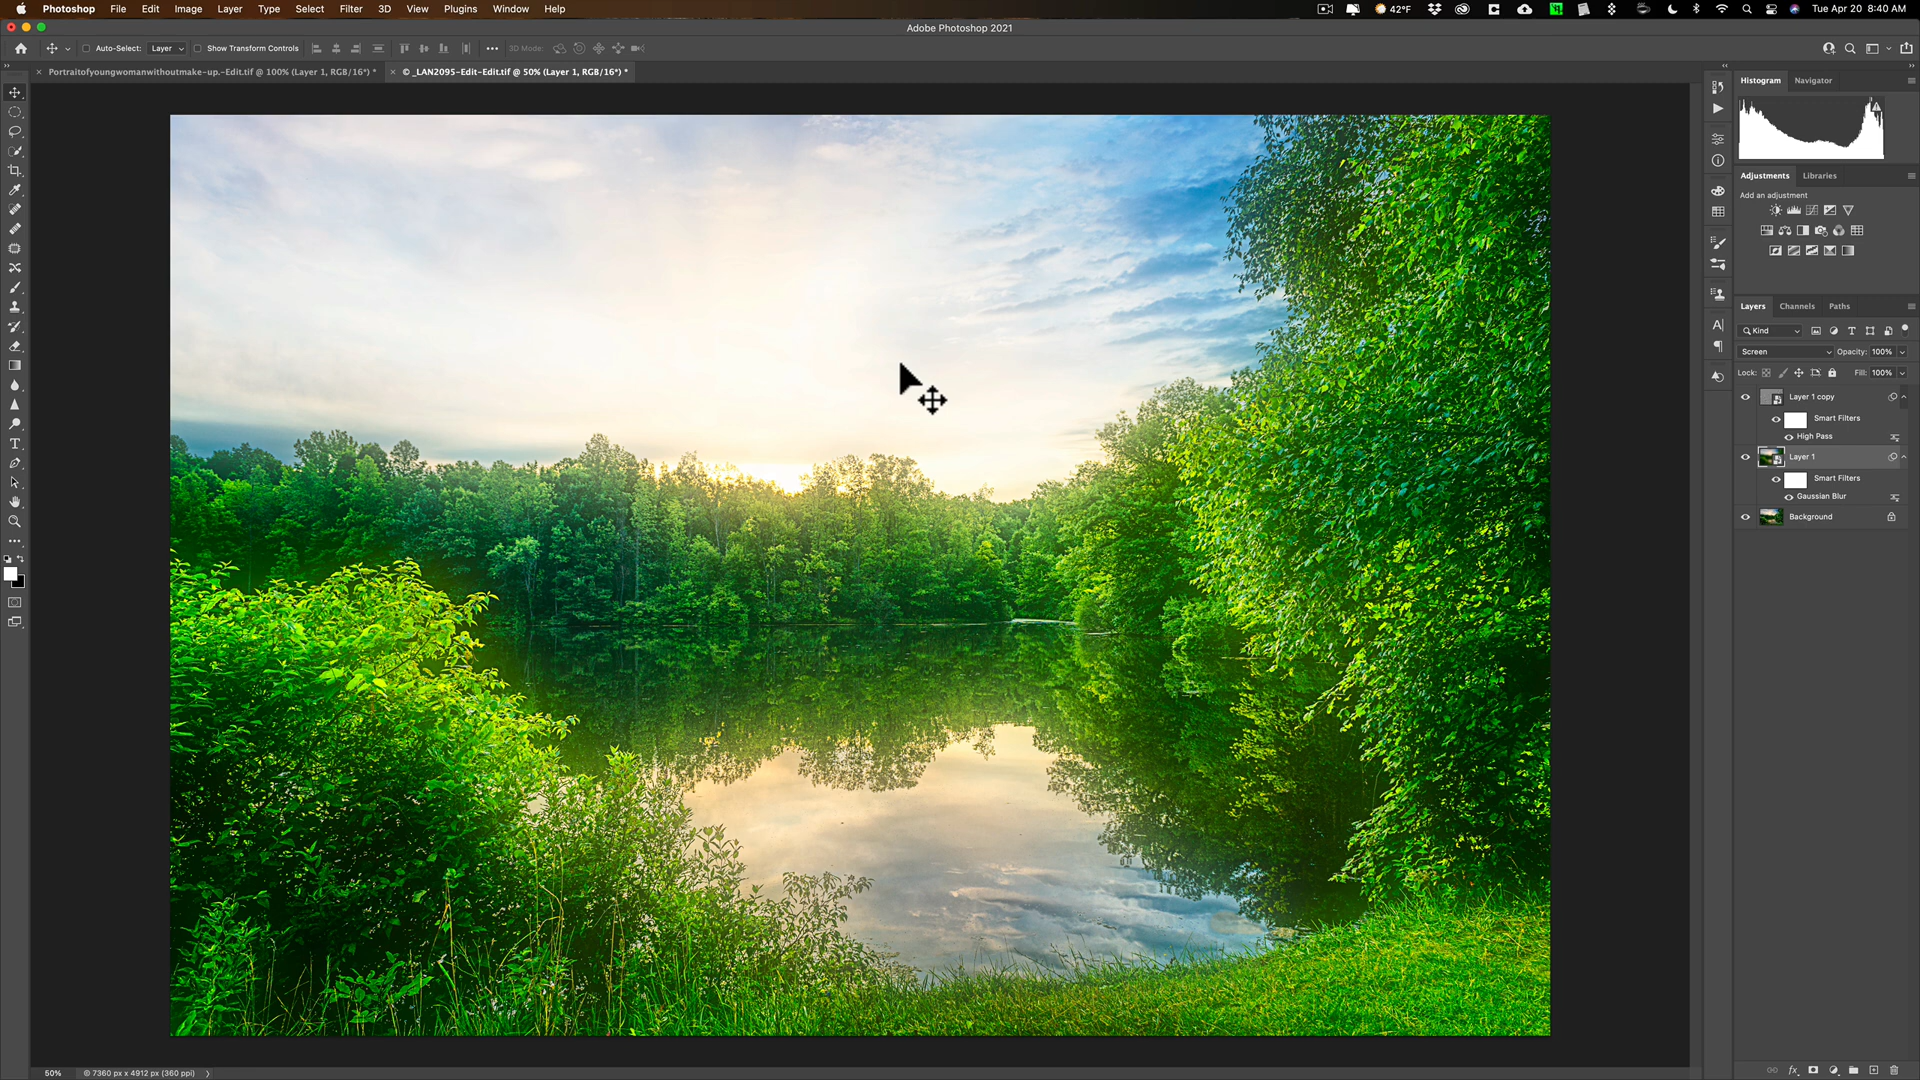 Photoshop File Edit Image Layer Type Select Filter 3D View Plugins Window Help 42°F Tue Apr 20 8:40 AM
Adobe Photoshop 2021
Auto-Select: Layer Show Transform Controls 3D Mode:
Portraitofyoungwomanwithoutmake-up.-Edit.tif @ 100% (Layer 1, RGB/16*) * © _LAN2095-Edit-Edit.tif @ 50% (Layer 1, RGB/16*) *
Histogram Navigator
Adjustments Libraries
Add an adjustment
Layers Channels Paths
Kind
Screen Opacity: 100%
Lock: Fill: 100%
Layer 1 copy
Smart Filters
High Pass
Layer 1
Smart Filters
Gaussian Blur
Background
50% 7360 px x 4912 px (360 ppi)